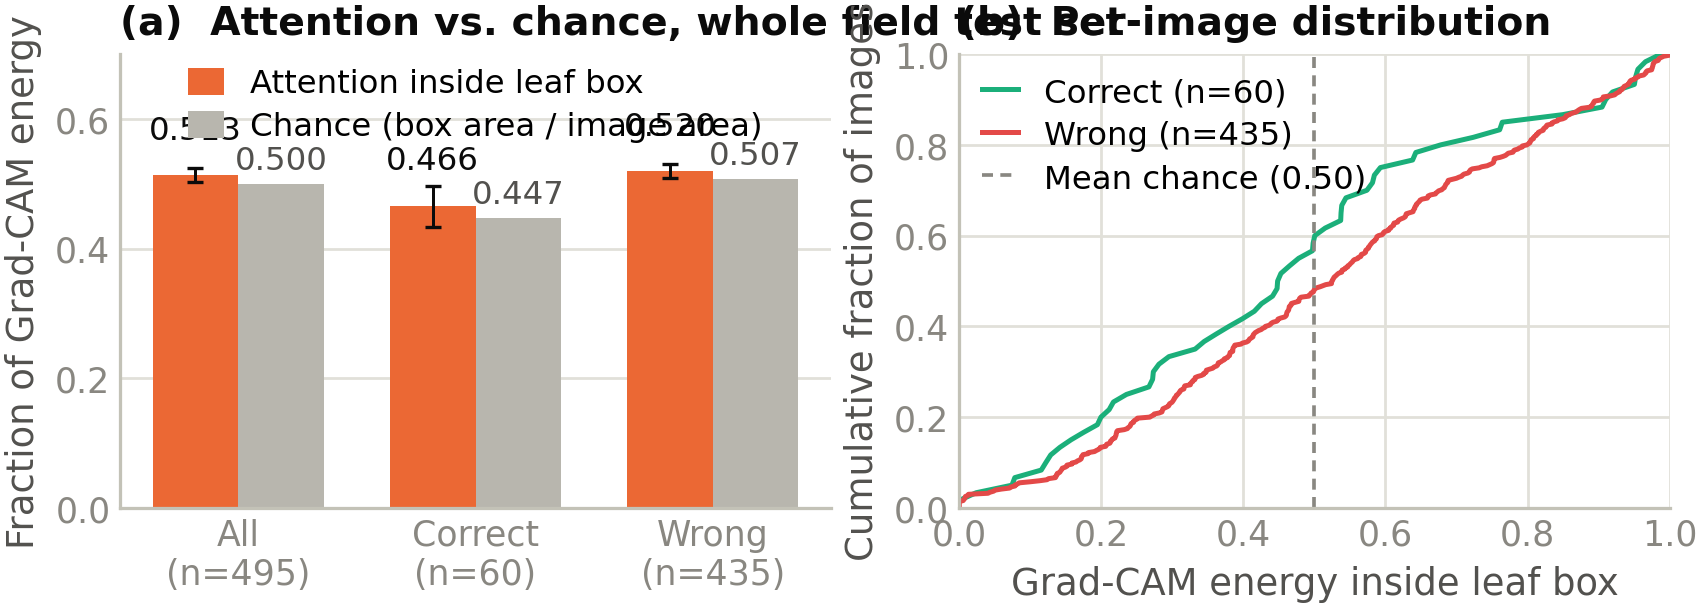 (a) Attention vs. chance, whole field test set
(b) Per-image distribution
Fraction of Grad-CAM energy
0.6
0.4
0.2
0.0
Attention inside leaf box
Chance (box area / image area)
0.513
0.500
0.466
0.447
0.520
0.507
All
(n=495)
Correct
(n=60)
Wrong
(n=435)
Cumulative fraction of images
1.0
0.8
0.6
0.4
0.2
0.0
Correct (n=60)
Wrong (n=435)
Mean chance (0.50)
0.0 0.2 0.4 0.6 0.8 1.0
Grad-CAM energy inside leaf box